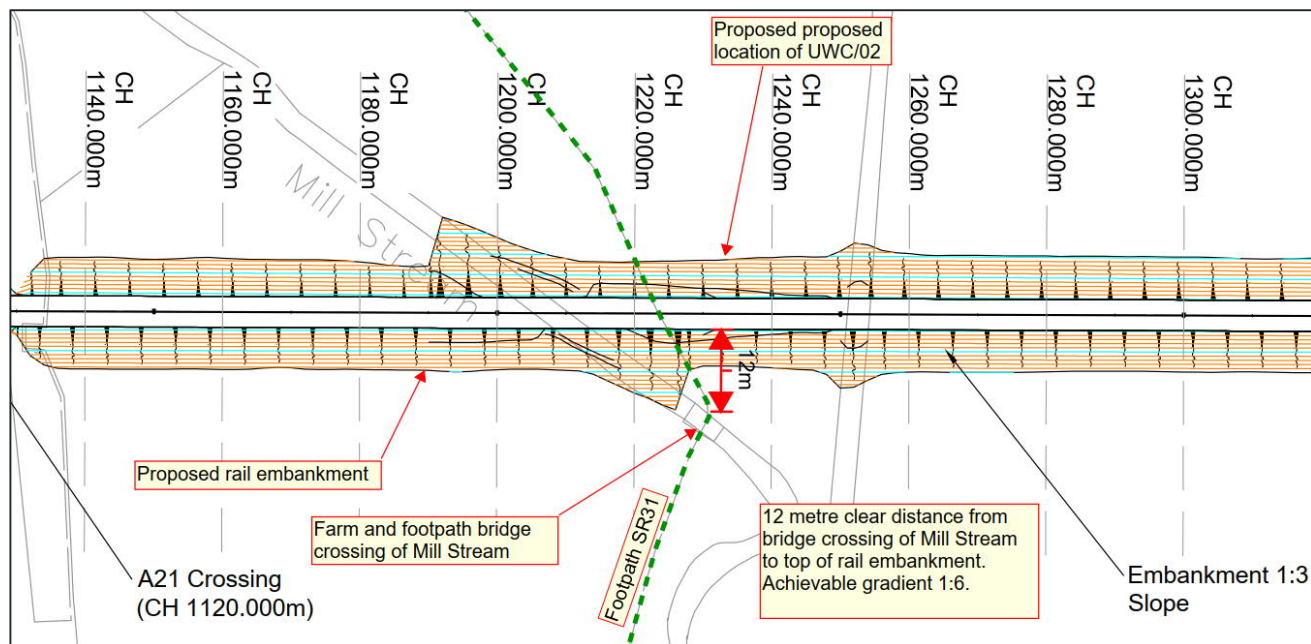 Proposed proposed
location of UWC/02
CH
1140.000m
CH
1160.000m
CH
1180.000m
CH
1200.000m
CH
1220.000m
CH
1240.000m
CH
1260.000m
CH
1280.000m
CH
1300.000m
Mill Stream
12m
Proposed rail embankment
Farm and footpath bridge
crossing of Mill Stream
Footpath SR31
12 metre clear distance from
bridge crossing of Mill Stream
to top of rail embankment.
Achievable gradient 1:6.
A21 Crossing
(CH 1120.000m)
Embankment 1:3
Slope